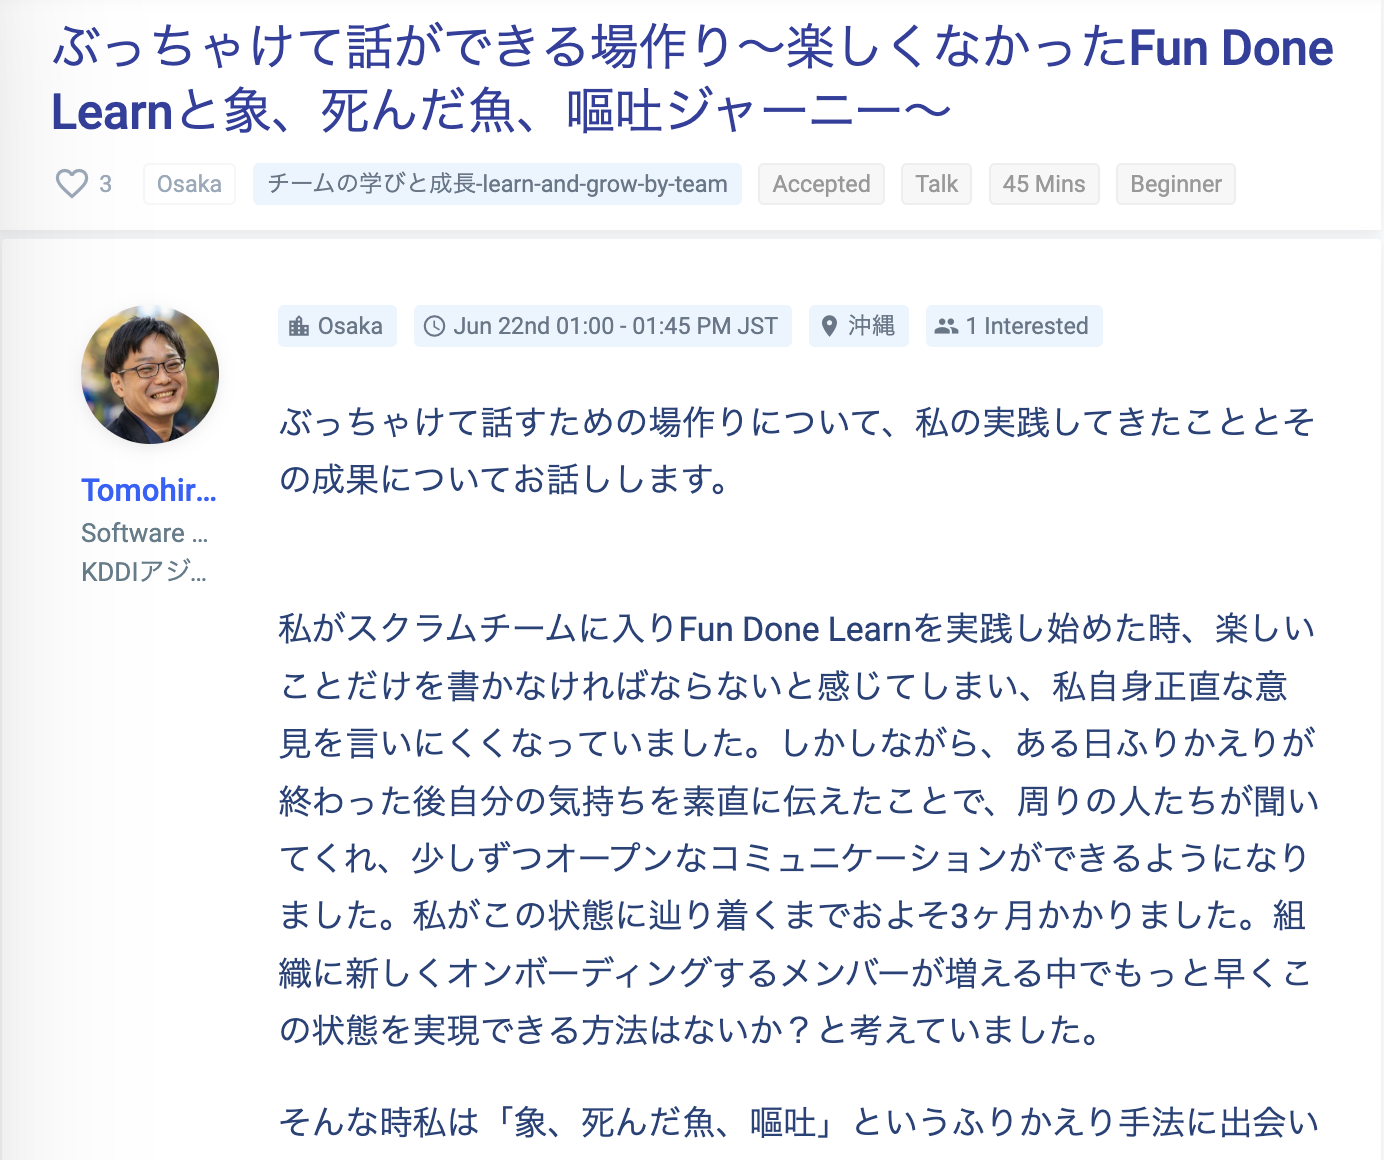 ぶっちゃけて話ができる場作り〜楽しくなかったFun Done
Learnと象、死んだ魚、嘔吐ジャーニー〜
3 Osaka チームの学びと成長-learn-and-grow-by-team Accepted Talk 45 Mins Beginner
Osaka Jun 22nd 01:00 - 01:45 PM JST 沖縄 1 Interested
Tomohir...
Software ...
KDDIアジ...
ぶっちゃけて話すための場作りについて、私の実践してきたこととそ
の成果についてお話しします。
私がスクラムチームに入りFun Done Learnを実践し始めた時、楽しい
ことだけを書かなければならないと感じてしまい、私自身正直な意
見を言いにくくなっていました。しかしながら、ある日ふりかえりが
終わった後自分の気持ちを素直に伝えたことで、周りの人たちが聞い
てくれ、少しずつオープンなコミュニケーションができるようになり
ました。私がこの状態に辿り着くまでおよそ3ヶ月かかりました。組
織に新しくオンボーディングするメンバーが増える中でもっと早くこ
の状態を実現できる方法はないか？と考えていました。
そんな時私は「象、死んだ魚、嘔吐」というふりかえり手法に出会い